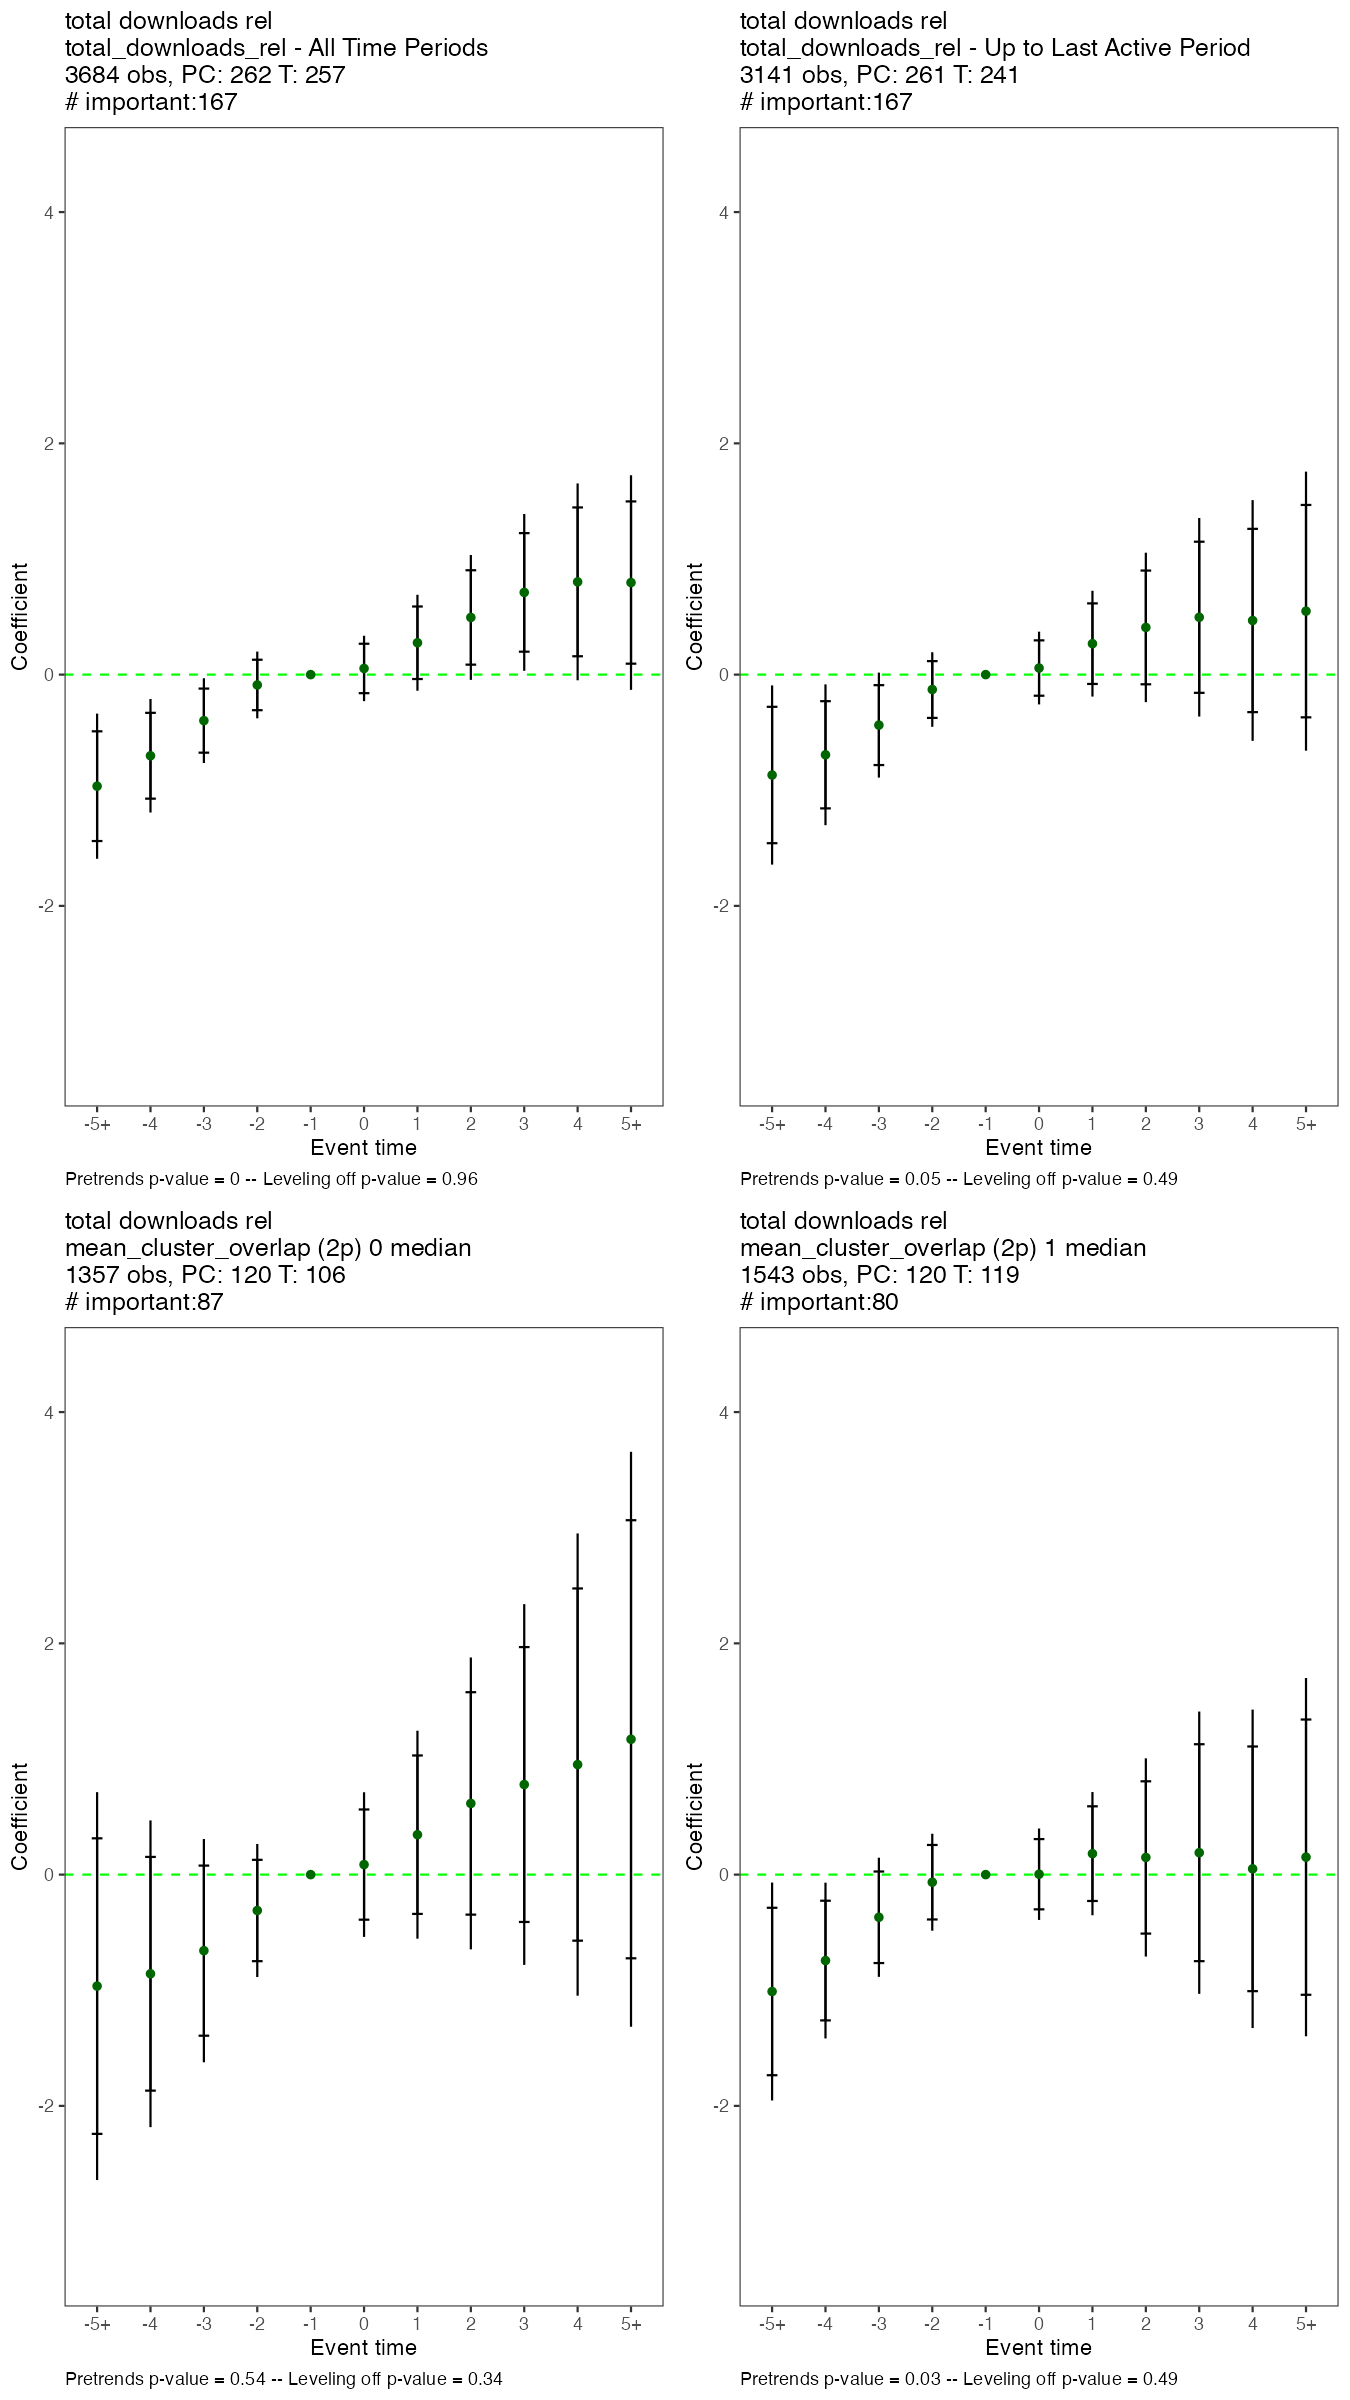 total downloads rel
total_downloads_rel - All Time Periods
3684 obs, PC: 262 T: 257
# important:167
Coefficient
4
2
0
-2
-5+ -4 -3 -2 -1 0 1 2 3 4 5+
Event time
Pretrends p-value = 0 -- Leveling off p-value = 0.96
total downloads rel
total_downloads_rel - Up to Last Active Period
3141 obs, PC: 261 T: 241
# important:167
Coefficient
4
2
0
-2
-5+ -4 -3 -2 -1 0 1 2 3 4 5+
Event time
Pretrends p-value = 0.05 -- Leveling off p-value = 0.49
total downloads rel
mean_cluster_overlap (2p) 0 median
1357 obs, PC: 120 T: 106
# important:87
Coefficient
4
2
0
-2
-5+ -4 -3 -2 -1 0 1 2 3 4 5+
Event time
Pretrends p-value = 0.54 -- Leveling off p-value = 0.34
total downloads rel
mean_cluster_overlap (2p) 1 median
1543 obs, PC: 120 T: 119
# important:80
Coefficient
4
2
0
-2
-5+ -4 -3 -2 -1 0 1 2 3 4 5+
Event time
Pretrends p-value = 0.03 -- Leveling off p-value = 0.49